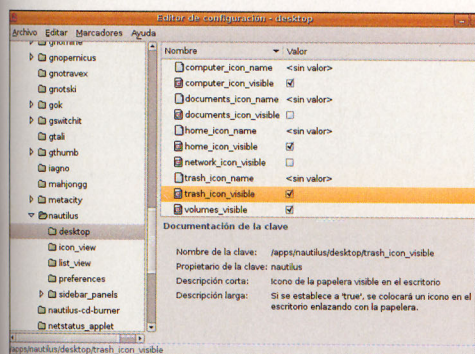 Editor de configuración - desktop
Archivo Editar Marcadores Ayuda
gnomine
gnopernicus
gnotravex
gnotski
gok
gswitchit
gtali
gthumb
iagno
mahjongg
metacity
nautilus
desktop
icon_view
list_view
preferences
sidebar_panels
nautilus-cd-burner
netstatus_applet
Nombre Valor
computer_icon_name <sin valor>
computer_icon_visible
documents_icon_name <sin valor>
documents_icon_visible
home_icon_name <sin valor>
home_icon_visible
network_icon_visible
trash_icon_name <sin valor>
trash_icon_visible
volumes_visible
Documentación de la clave
Nombre de la clave: /apps/nautilus/desktop/trash_icon_visible
Propietario de la clave: nautilus
Descripción corta: Icono de la papelera visible en el escritorio
Descripción larga: Si se establece a 'true', se colocará un icono en el
escritorio enlazando con la papelera.
/apps/nautilus/desktop/trash_icon_visible